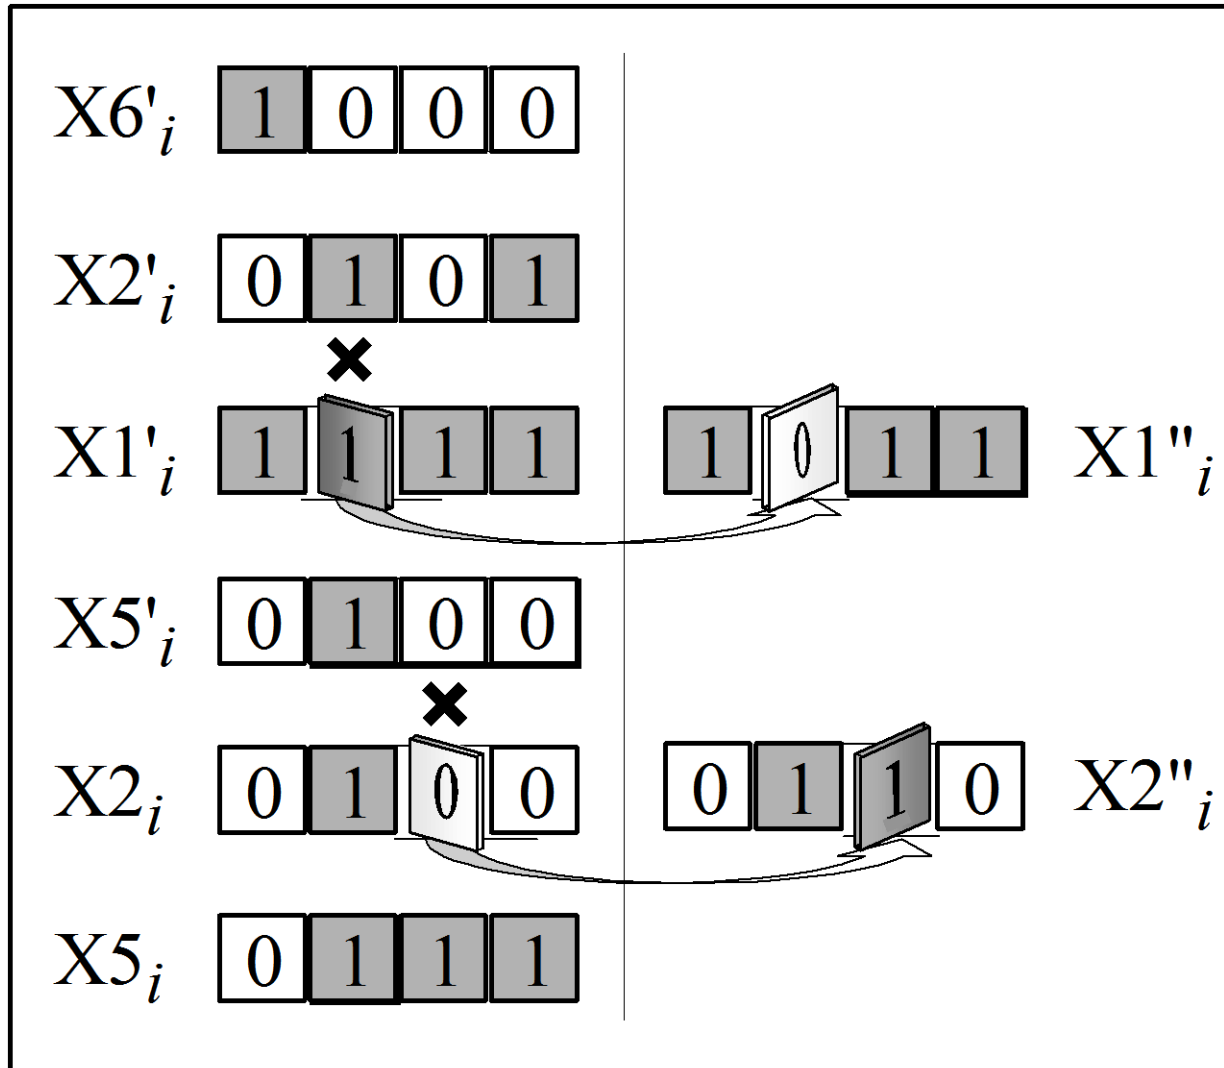 X6'i 1 0 0 0
X2'i 0 1 0 1
X1'i 1 1 1 1 1 0 1 1 X1"i
X5'i 0 1 0 0
X2i 0 1 0 0 0 1 1 0 X2"i
X5i 0 1 1 1